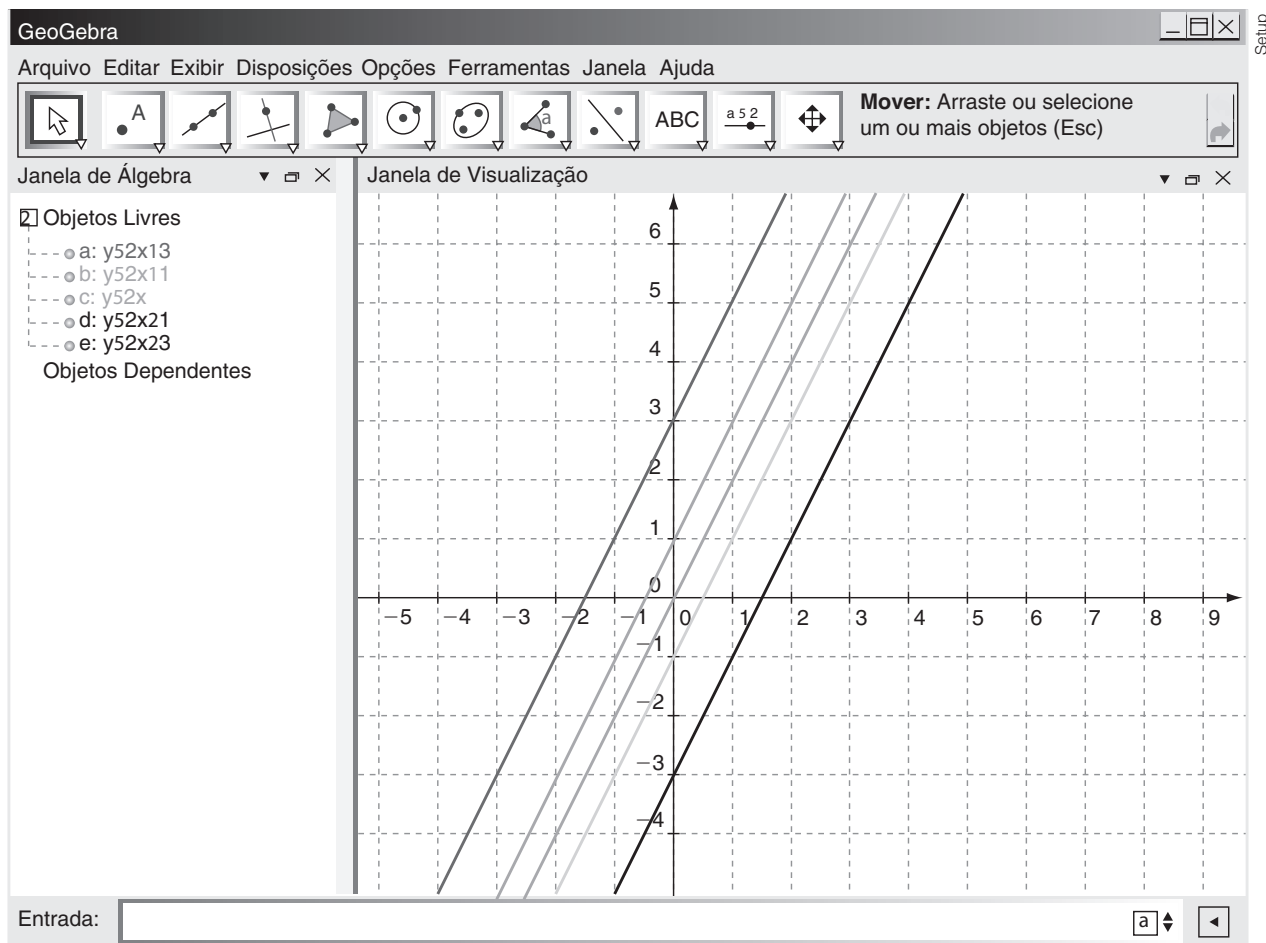 GeoGebra
Setup
Arquivo Editar Exibir Disposições Opções Ferramentas Janela Ajuda
A
a
ABC
a 5 2
Mover: Arraste ou selecione
um ou mais objetos (Esc)
Janela de Álgebra
Janela de Visualização
2 Objetos Livres
a: y52x13
b: y52x11
c: y52x
d: y52x21
e: y52x23
Objetos Dependentes
6
5
4
3
2
1
0
−5 −4 −3 −2 −1 0 1 2 3 4 5 6 7 8 9
−1
−2
−3
−4
Entrada:
a